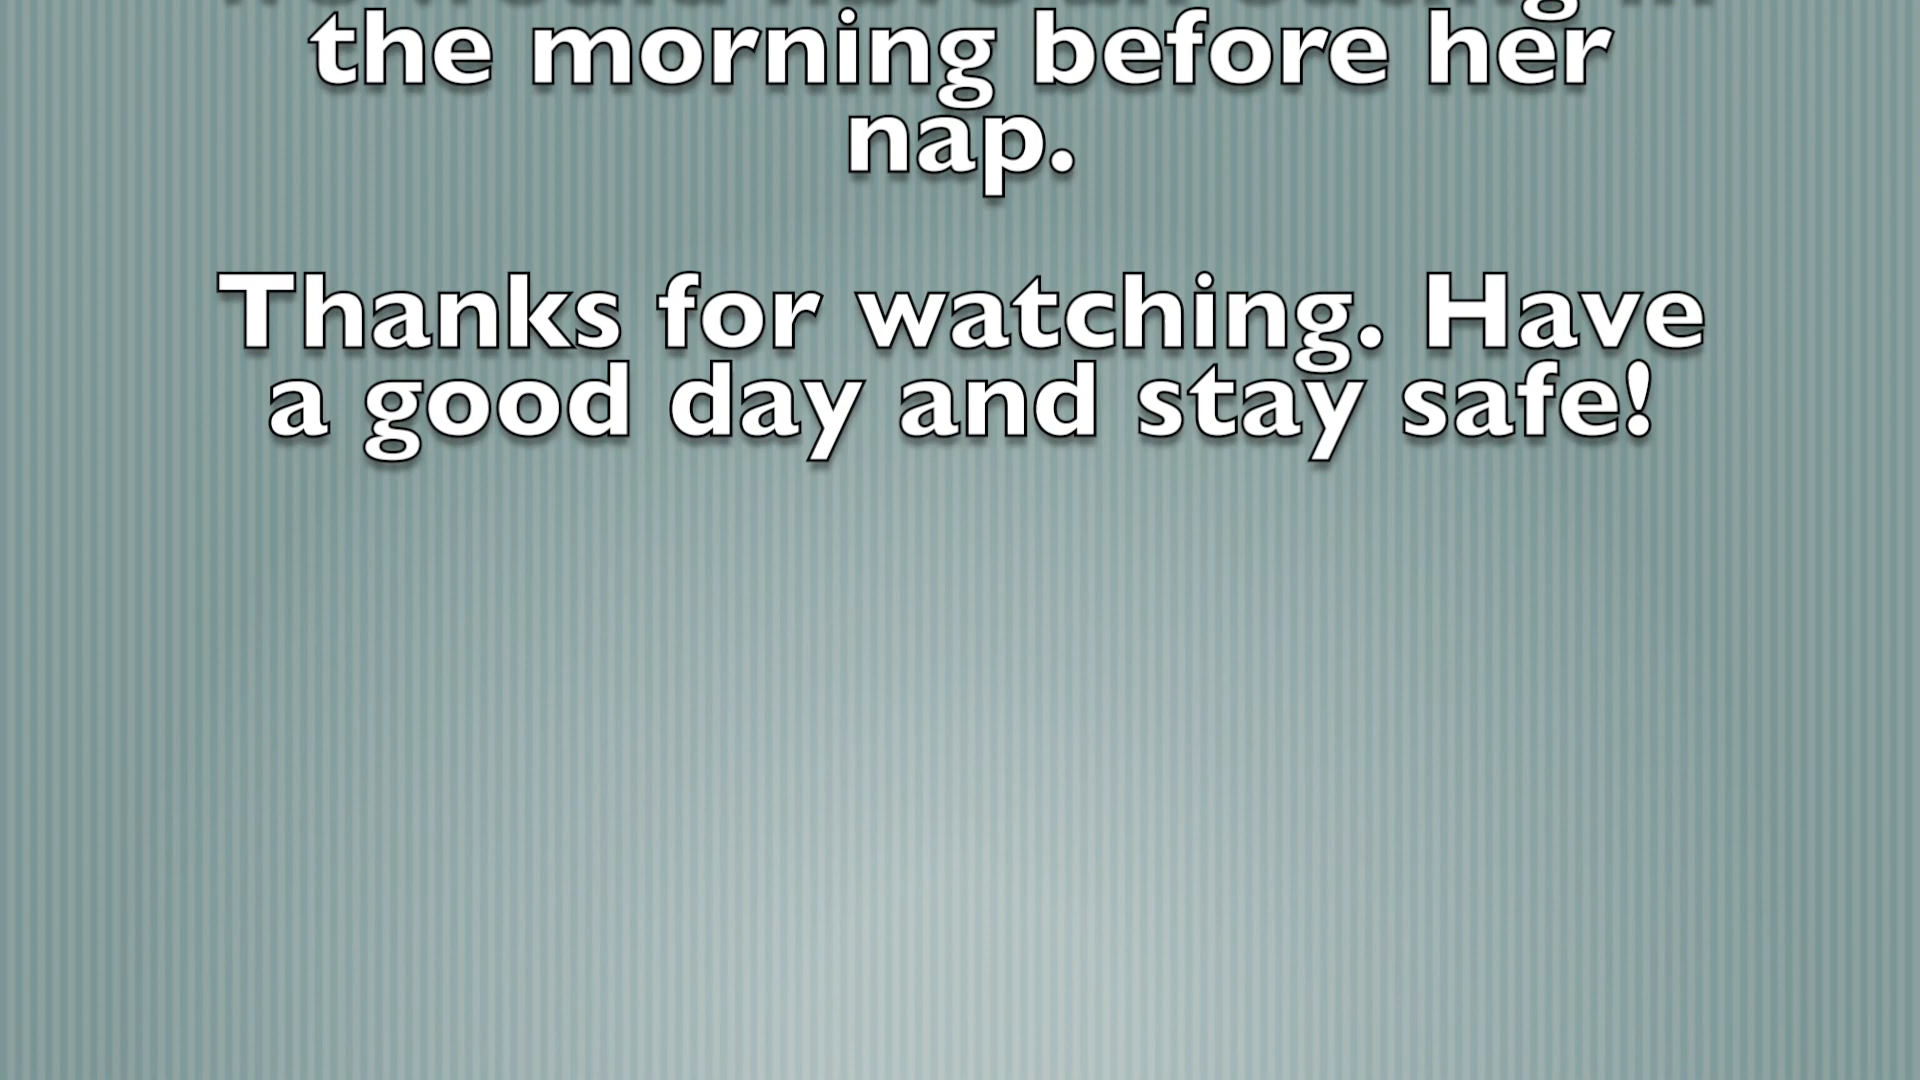 the morning before her
nap.
Thanks for watching. Have
a good day and stay safe!